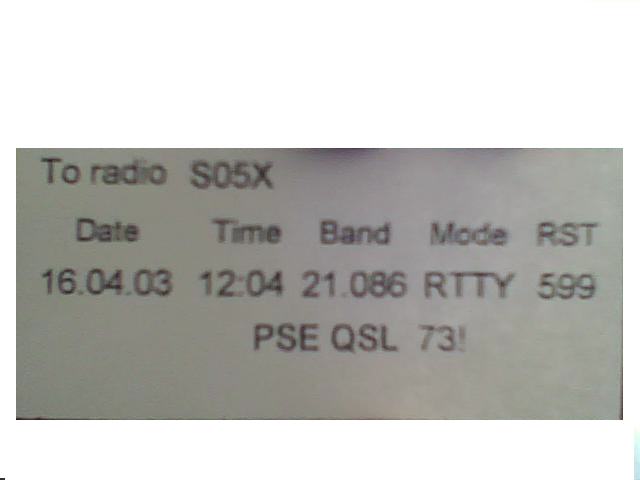 To radio S05X
Date Time Band Mode RST
16.04.03 12:04 21.086 RTTY 599
PSE QSL 73!